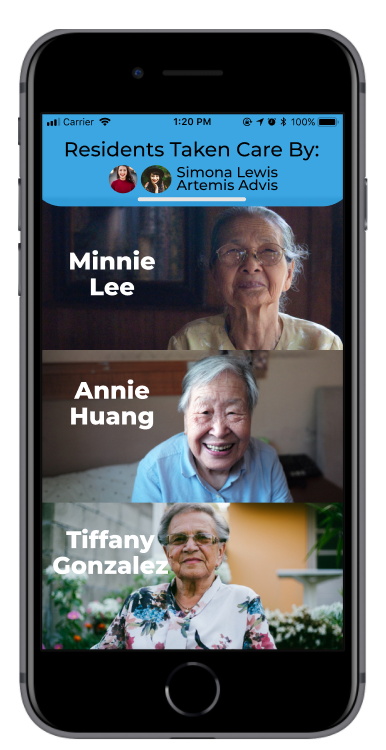 Carrier 1:20 PM 100%
Residents Taken Care By:
Simona Lewis
Artemis Advis
Minnie
Lee
Annie
Huang
Tiffany
Gonzalez